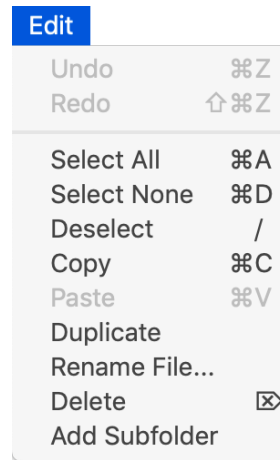 Edit
Undo ⌘Z
Redo ⇧⌘Z
Select All ⌘A
Select None ⌘D
Deselect /
Copy ⌘C
Paste ⌘V
Duplicate
Rename File...
Delete ⌦
Add Subfolder